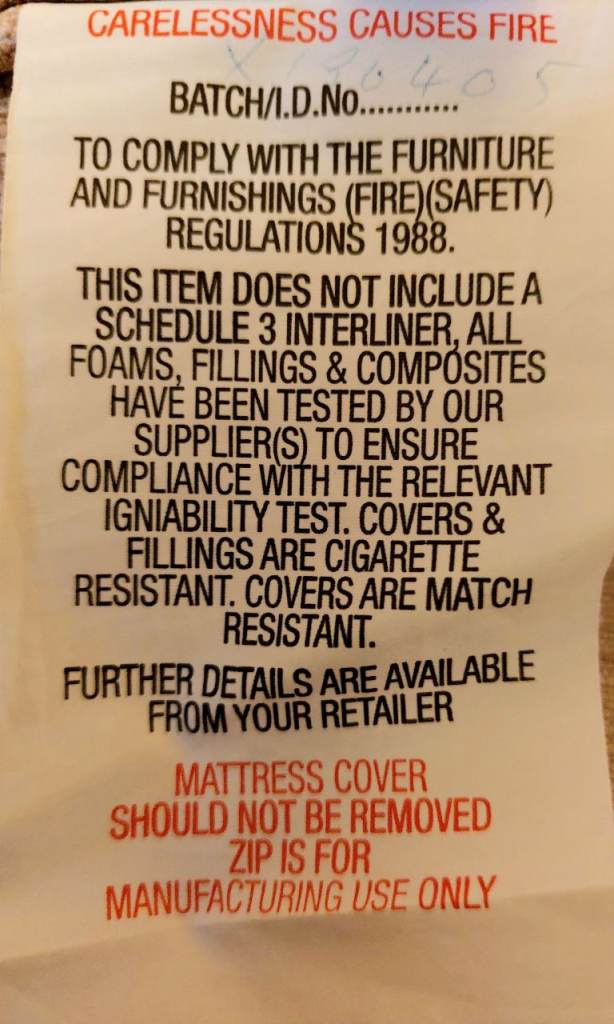 CARELESSNESS CAUSES FIRE
BATCH/I.D.No...........
TO COMPLY WITH THE FURNITURE
AND FURNISHINGS (FIRE)(SAFETY)
REGULATIONS 1988.
THIS ITEM DOES NOT INCLUDE A
SCHEDULE 3 INTERLINER, ALL
FOAMS, FILLINGS & COMPOSITES
HAVE BEEN TESTED BY OUR
SUPPLIER(S) TO ENSURE
COMPLIANCE WITH THE RELEVANT
IGNIABILITY TEST. COVERS &
FILLINGS ARE CIGARETTE
RESISTANT. COVERS ARE MATCH
RESISTANT.
FURTHER DETAILS ARE AVAILABLE
FROM YOUR RETAILER
MATTRESS COVER
SHOULD NOT BE REMOVED
ZIP IS FOR
MANUFACTURING USE ONLY